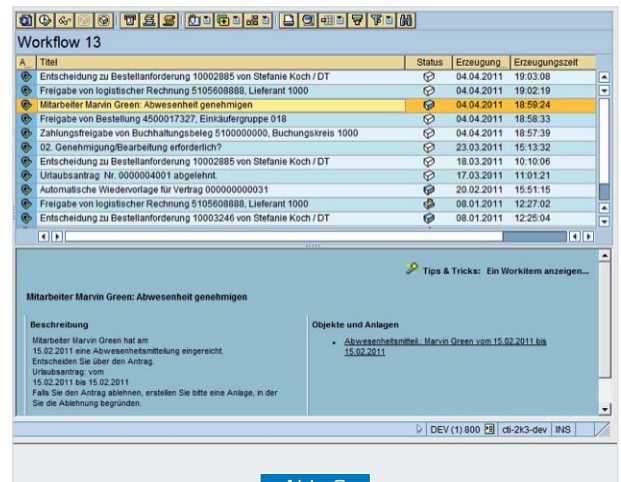 Workflow 13
A.. Titel Status Erzeugung.. Erzeugungszeit
Entscheidung zu Bestellanforderung 10002885 von Stefanie Koch / DT 04.04.2011 19:03:08
Freigabe von logistischer Rechnung 5105608888, Lieferant 1000 04.04.2011 19:02:19
Mitarbeiter Marvin Green: Abwesenheit genehmigen 04.04.2011 18:59:24
Freigabe von Bestellung 4500017327, Einkäufergruppe 018 04.04.2011 18:58:33
Zahlungsfreigabe von Buchhaltungsbeleg 5100000000, Buchungskreis 1000 04.04.2011 18:57:39
02. Genehmigung/Bearbeitung erforderlich? 23.03.2011 15:13:32
Entscheidung zu Bestellanforderung 10002885 von Stefanie Koch / DT 18.03.2011 10:10:06
Urlaubsantrag Nr. 0000004001 abgelehnt. 17.03.2011 11:01:21
Automatische Wiedervorlage für Vertrag 000000000031 20.02.2011 15:51:15
Freigabe von logistischer Rechnung 5105608888, Lieferant 1000 08.01.2011 12:27:02
Entscheidung zu Bestellanforderung 10003246 von Stefanie Koch / DT 08.01.2011 12:25:04
Tips & Tricks: Ein Workitem anzeigen...
Mitarbeiter Marvin Green: Abwesenheit genehmigen
Beschreibung
Mitarbeiter Marvin Green hat am
15.02.2011 eine Abwesenheitsmitteilung eingereicht.
Entscheiden Sie über den Antrag.
Urlaubsantrag: vom
15.02.2011 bis 15.02.2011
Falls Sie den Antrag ablehnen, erstellen Sie bitte eine Anlage, in der
Sie die Ablehnung begründen.
Objekte und Anlagen
Abwesenheitsmitteil.: Marvin Green vom 15.02.2011 bis
15.02.2011
DEV (1) 800 cti-2k3-dev INS